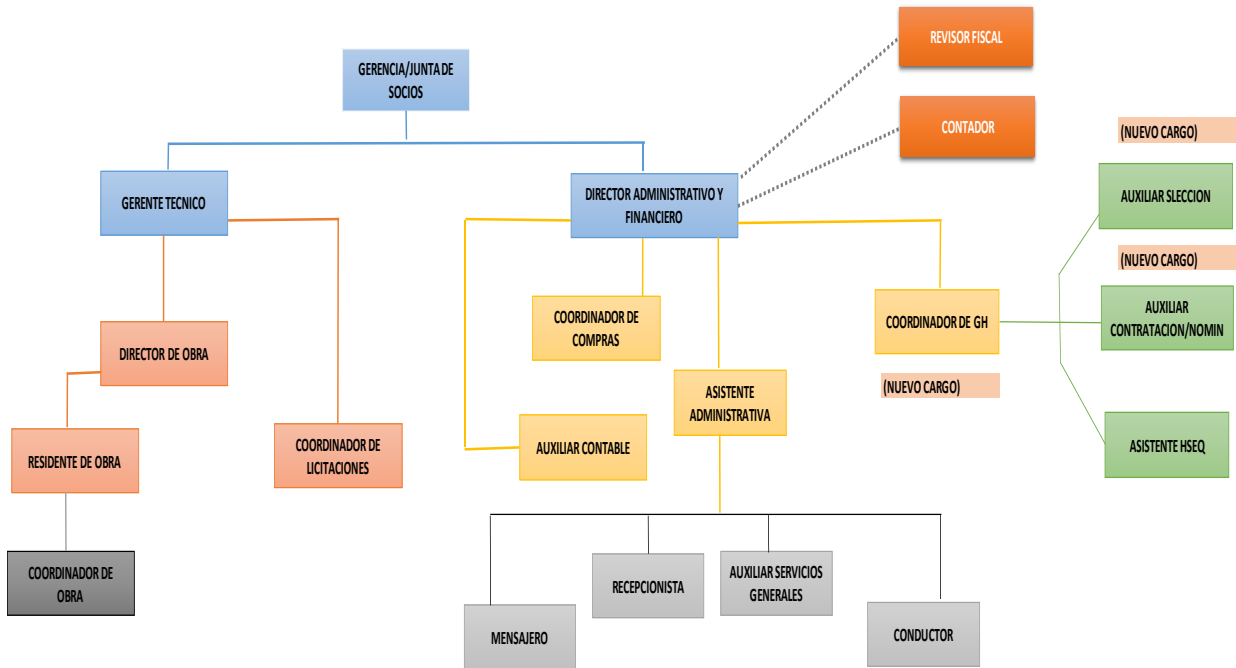 REVISOR FISCAL
GERENCIA/JUNTA DE
SOCIOS
CONTADOR
(NUEVO CARGO)
GERENTE TECNICO
DIRECTOR ADMINISTRATIVO Y
FINANCIERO
AUXILIAR SLECCION
(NUEVO CARGO)
COORDINADOR DE
COMPRAS
COORDINADOR DE GH
AUXILIAR
CONTRATACION/NOMIN
DIRECTOR DE OBRA
(NUEVO CARGO)
ASISTENTE
ADMINISTRATIVA
RESIDENTE DE OBRA
COORDINADOR DE
LICITACIONES
AUXILIAR CONTABLE
ASISTENTE HSEQ
COORDINADOR DE
OBRA
RECEPCIONISTA
AUXILIAR SERVICIOS
GENERALES
MENSAJERO
CONDUCTOR